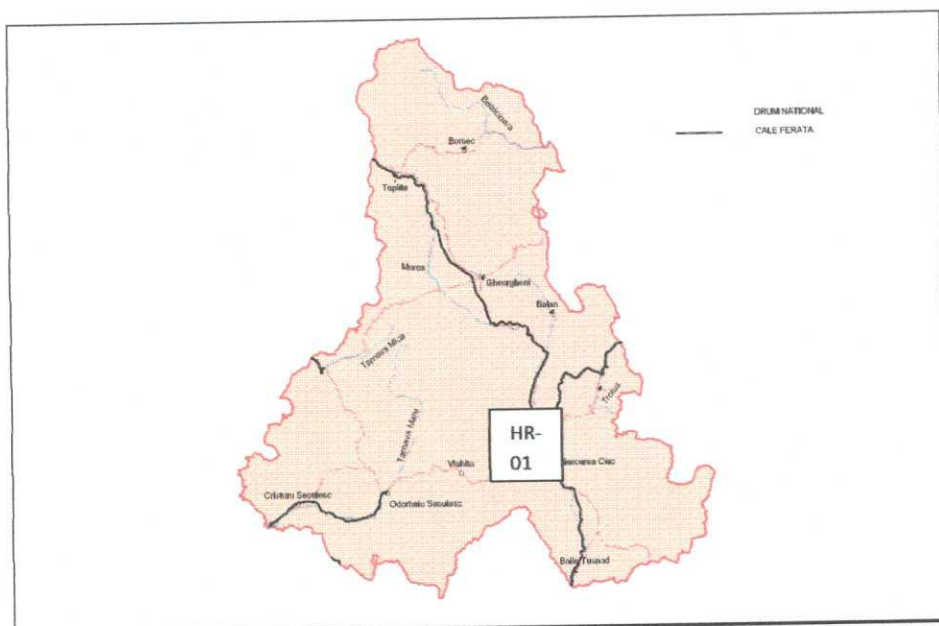 DRUM NATIONAL
CALE FERATA
Bistricioara
Borsec
Toplita
Mures
Gheorgheni
Balan
Tarnava Mica
Trotus
Tarnava Mare
HR-
01
Miercurea Ciuc
Vlahita
Cristuru Secuiesc
Odorheiu Secuiesc
Baile Tusnad